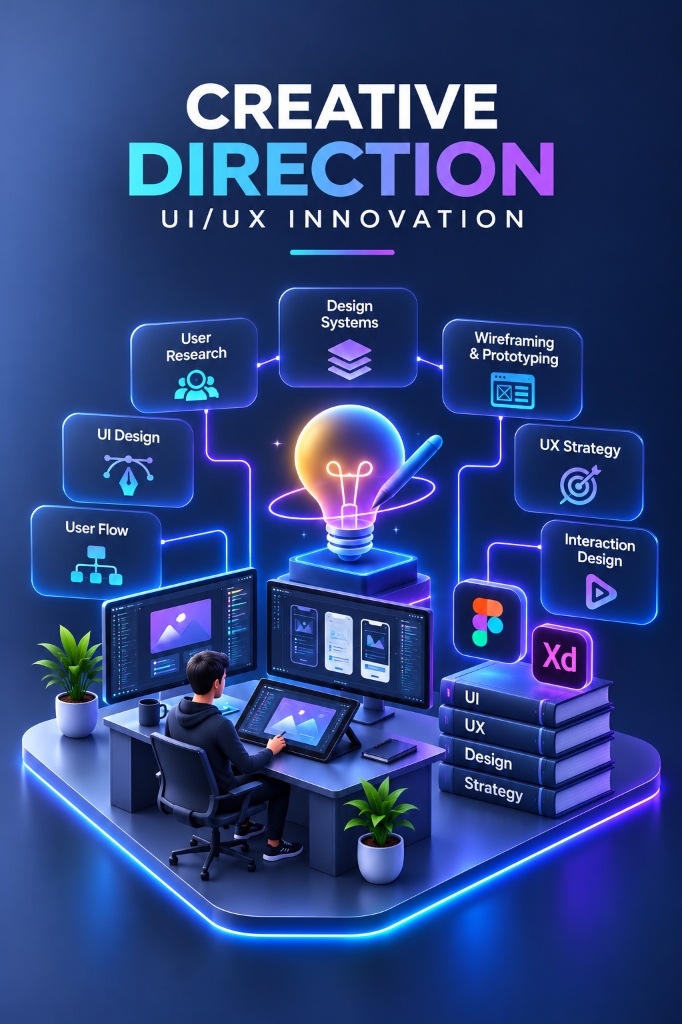 CREATIVE
DIRECTION
UI/UX INNOVATION
Design
Systems
User
Research
Wireframing
& Prototyping
UI Design
UX Strategy
User Flow
Interaction
Design
Xd
UI
UX
Design
Strategy